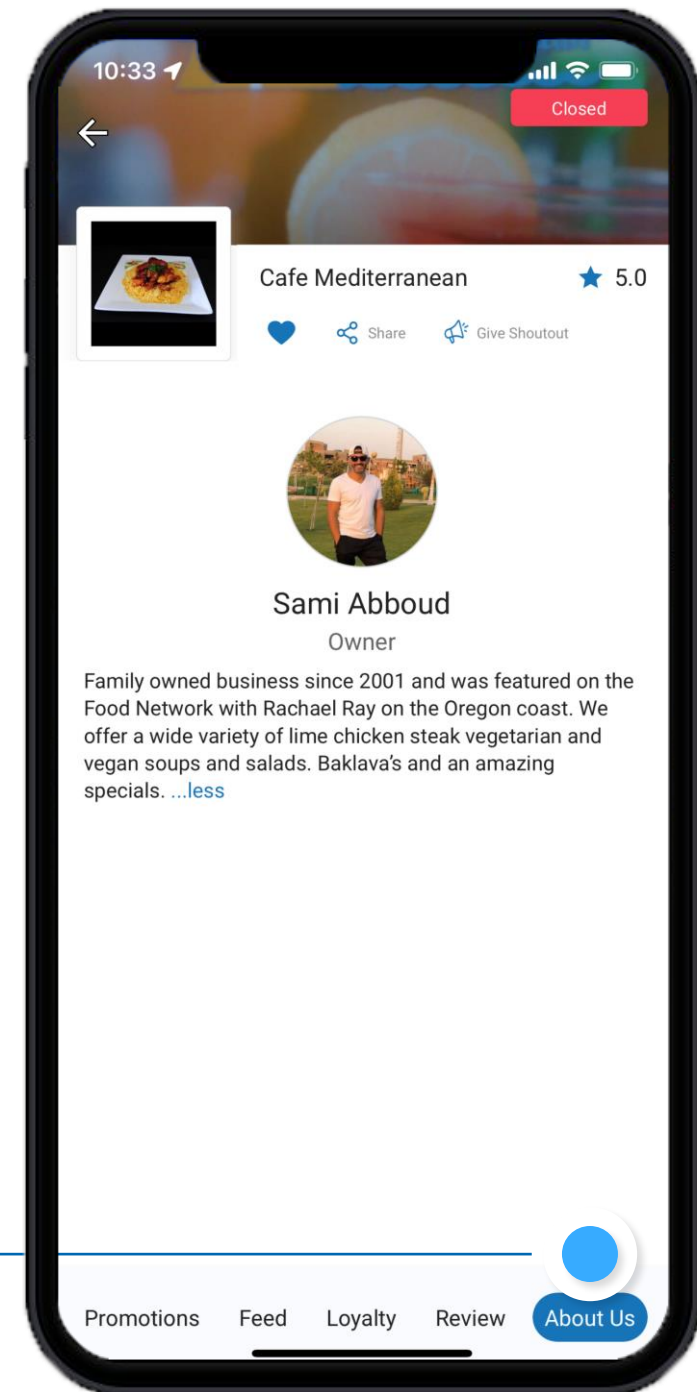 10:33
Closed
Cafe Mediterranean
5.0
Share
Give Shoutout
Sami Abboud
Owner
Family owned business since 2001 and was featured on the
Food Network with Rachael Ray on the Oregon coast. We
offer a wide variety of lime chicken steak vegetarian and
vegan soups and salads. Baklava’s and an amazing
specials. ...less
Promotions Feed Loyalty Review About Us